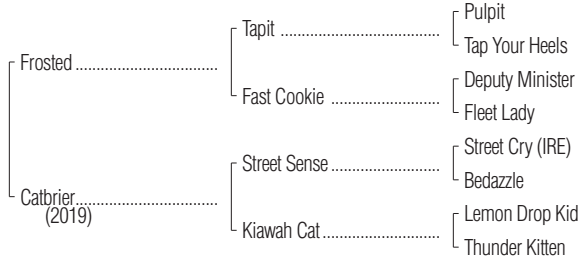 Pulpit
Tapit
Tap Your Heels
Frosted
Deputy Minister
Fast Cookie
Fleet Lady
Street Cry (IRE)
Street Sense
Bedazzle
Catbrier
(2019)
Lemon Drop Kid
Kiawah Cat
Thunder Kitten